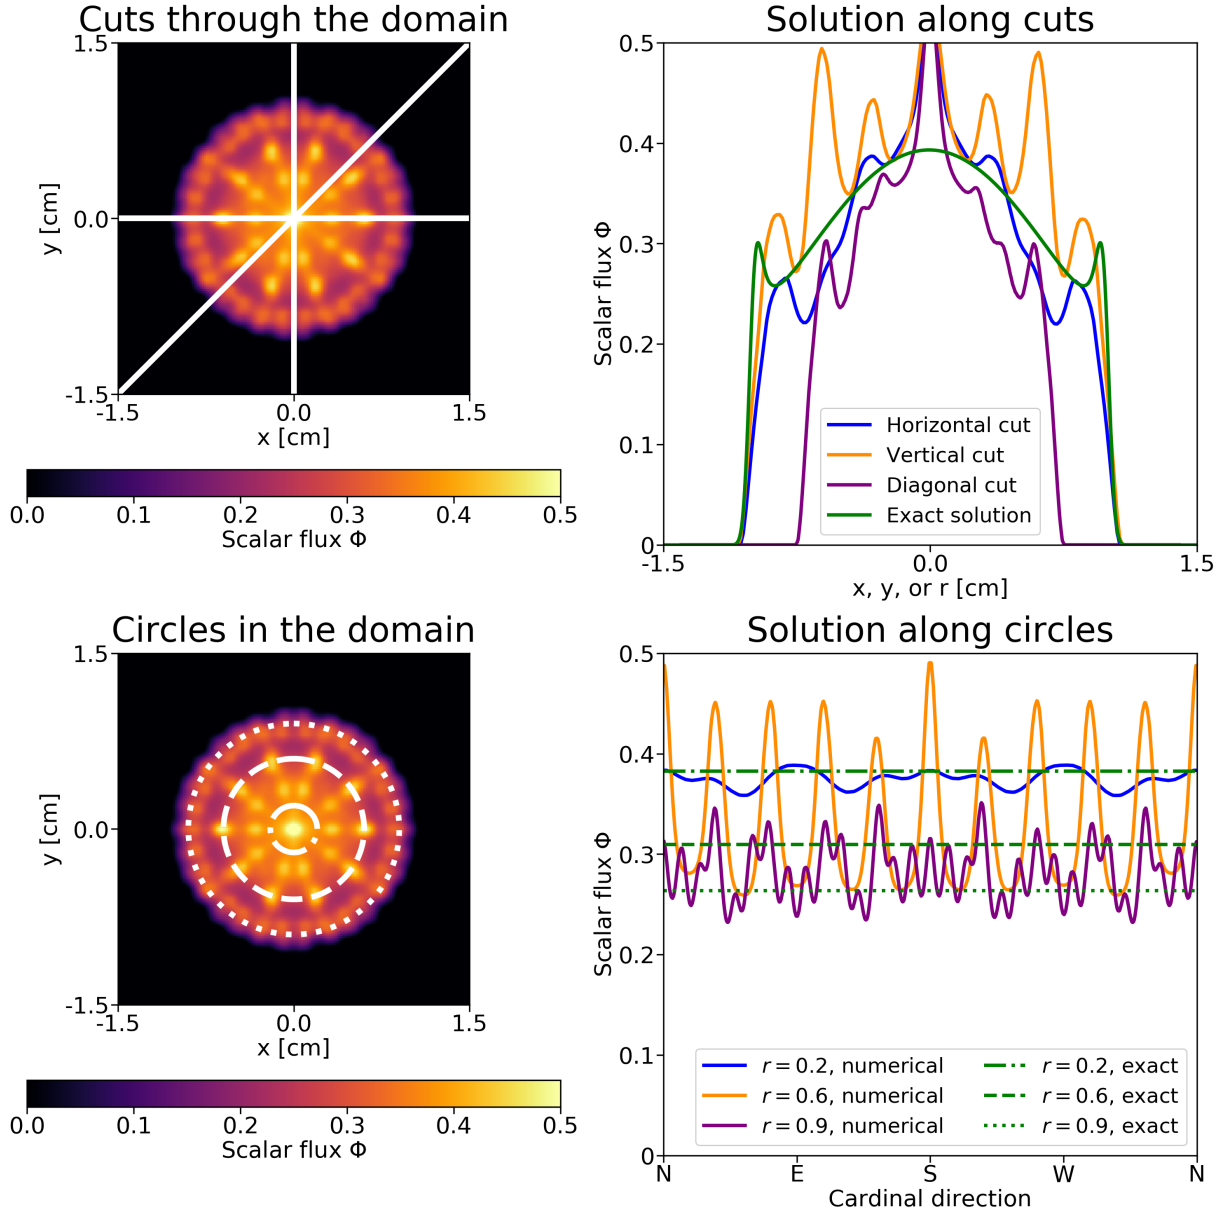 Cuts through the domain
1.5
0.0
-1.5
y [cm]
-1.5 0.0 1.5
x [cm]
0.0 0.1 0.2 0.3 0.4 0.5
Scalar flux Φ
Solution along cuts
0.5
0.4
0.3
0.2
0.1
0
Scalar flux Φ
Horizontal cut
Vertical cut
Diagonal cut
Exact solution
-1.5 0.0 1.5
x, y, or r [cm]
Circles in the domain
1.5
0.0
-1.5
y [cm]
-1.5 0.0 1.5
x [cm]
0.0 0.1 0.2 0.3 0.4 0.5
Scalar flux Φ
Solution along circles
0.5
0.4
0.3
0.2
0.1
0
Scalar flux Φ
r = 0.2, numerical
r = 0.6, numerical
r = 0.9, numerical
r = 0.2, exact
r = 0.6, exact
r = 0.9, exact
N E S W N
Cardinal direction